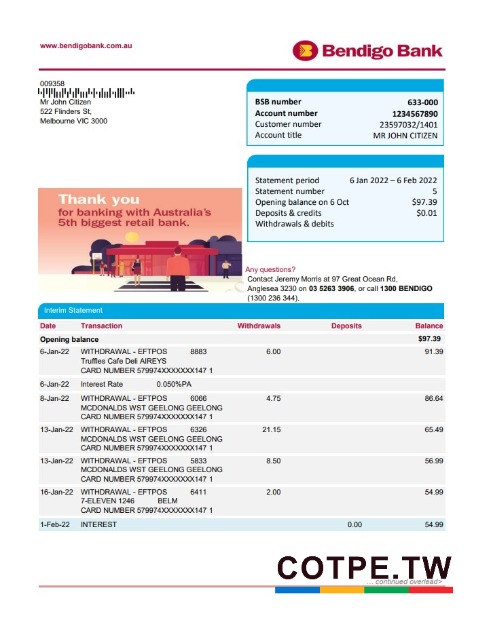 www.bendigobank.com.au
Bendigo Bank
009358
Mr John Citizen
522 Flinders St,
Melbourne VIC 3000
BSB number 633-000
Account number 1234567890
Customer number 23597032/1401
Account title MR JOHN CITIZEN
Statement period 6 Jan 2022 – 6 Feb 2022
Statement number 5
Opening balance on 6 Oct $97.39
Deposits & credits $0.01
Withdrawals & debits
Thank you
for banking with Australia's
5th biggest retail bank.
Any questions?
Contact Jeremy Morris at 97 Great Ocean Rd,
Anglesea 3230 on 03 5263 3906, or call 1300 BENDIGO
(1300 236 344).
Interim Statement
Date Transaction Withdrawals Deposits Balance
Opening balance $97.39
6-Jan-22 WITHDRAWAL - EFTPOS 8883 6.00 91.39
Truffles Cafe Deli AIREYS
CARD NUMBER 579974XXXXXXX147 1
6-Jan-22 Interest Rate 0.050%PA
8-Jan-22 WITHDRAWAL - EFTPOS 6066 4.75 86.64
MCDONALDS WST GEELONG GEELONG
CARD NUMBER 579974XXXXXXX147 1
13-Jan-22 WITHDRAWAL - EFTPOS 6326 21.15 65.49
MCDONALDS WST GEELONG GEELONG
CARD NUMBER 579974XXXXXXX147 1
13-Jan-22 WITHDRAWAL - EFTPOS 5833 8.50 56.99
MCDONALDS WST GEELONG GEELONG
CARD NUMBER 579974XXXXXXX147 1
16-Jan-22 WITHDRAWAL - EFTPOS 6411 2.00 54.99
7-ELEVEN 1246 BELM
CARD NUMBER 579974XXXXXXX147 1
1-Feb-22 INTEREST 0.00 54.99
COTPE.TW
... continued overleaf>